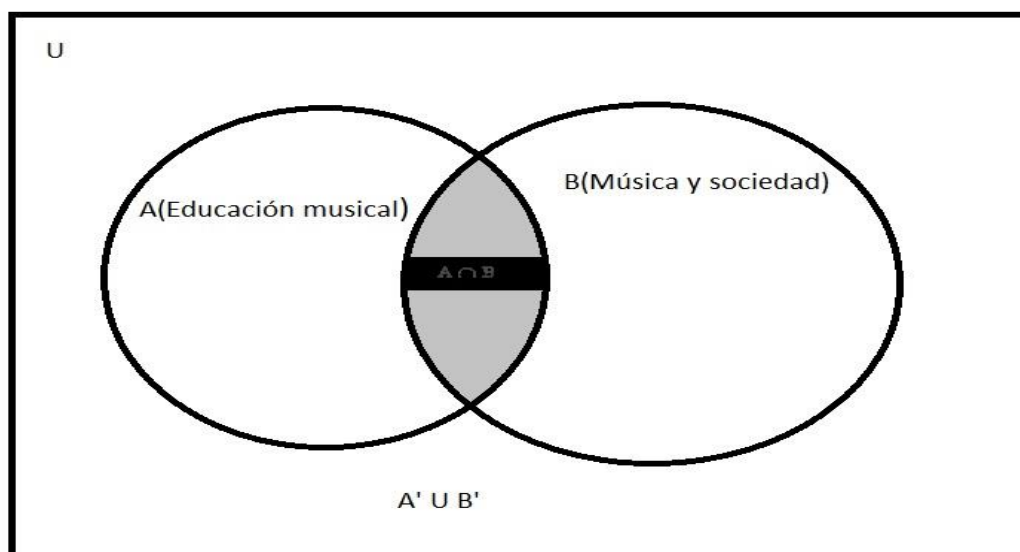 U
B(Música y sociedad)
A(Educación musical)
A ∩ B
A' U B'